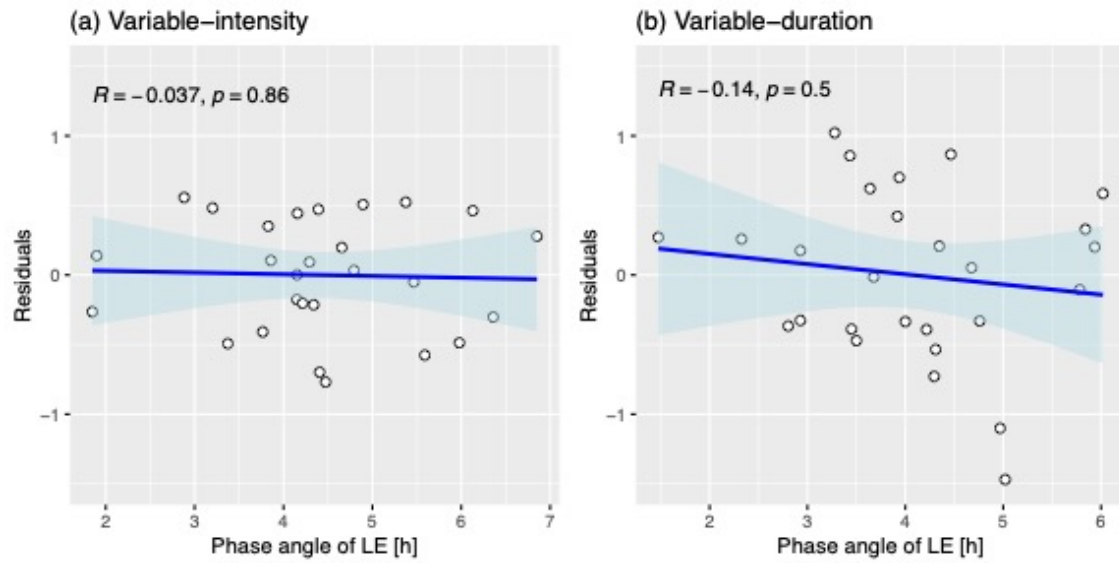 (a) Variable−intensity
R = −0.037, p = 0.86
1
0
−1
Residuals
2 3 4 5 6 7
Phase angle of LE [h]
(b) Variable−duration
R = −0.14, p = 0.5
1
0
−1
Residuals
2 3 4 5 6
Phase angle of LE [h]